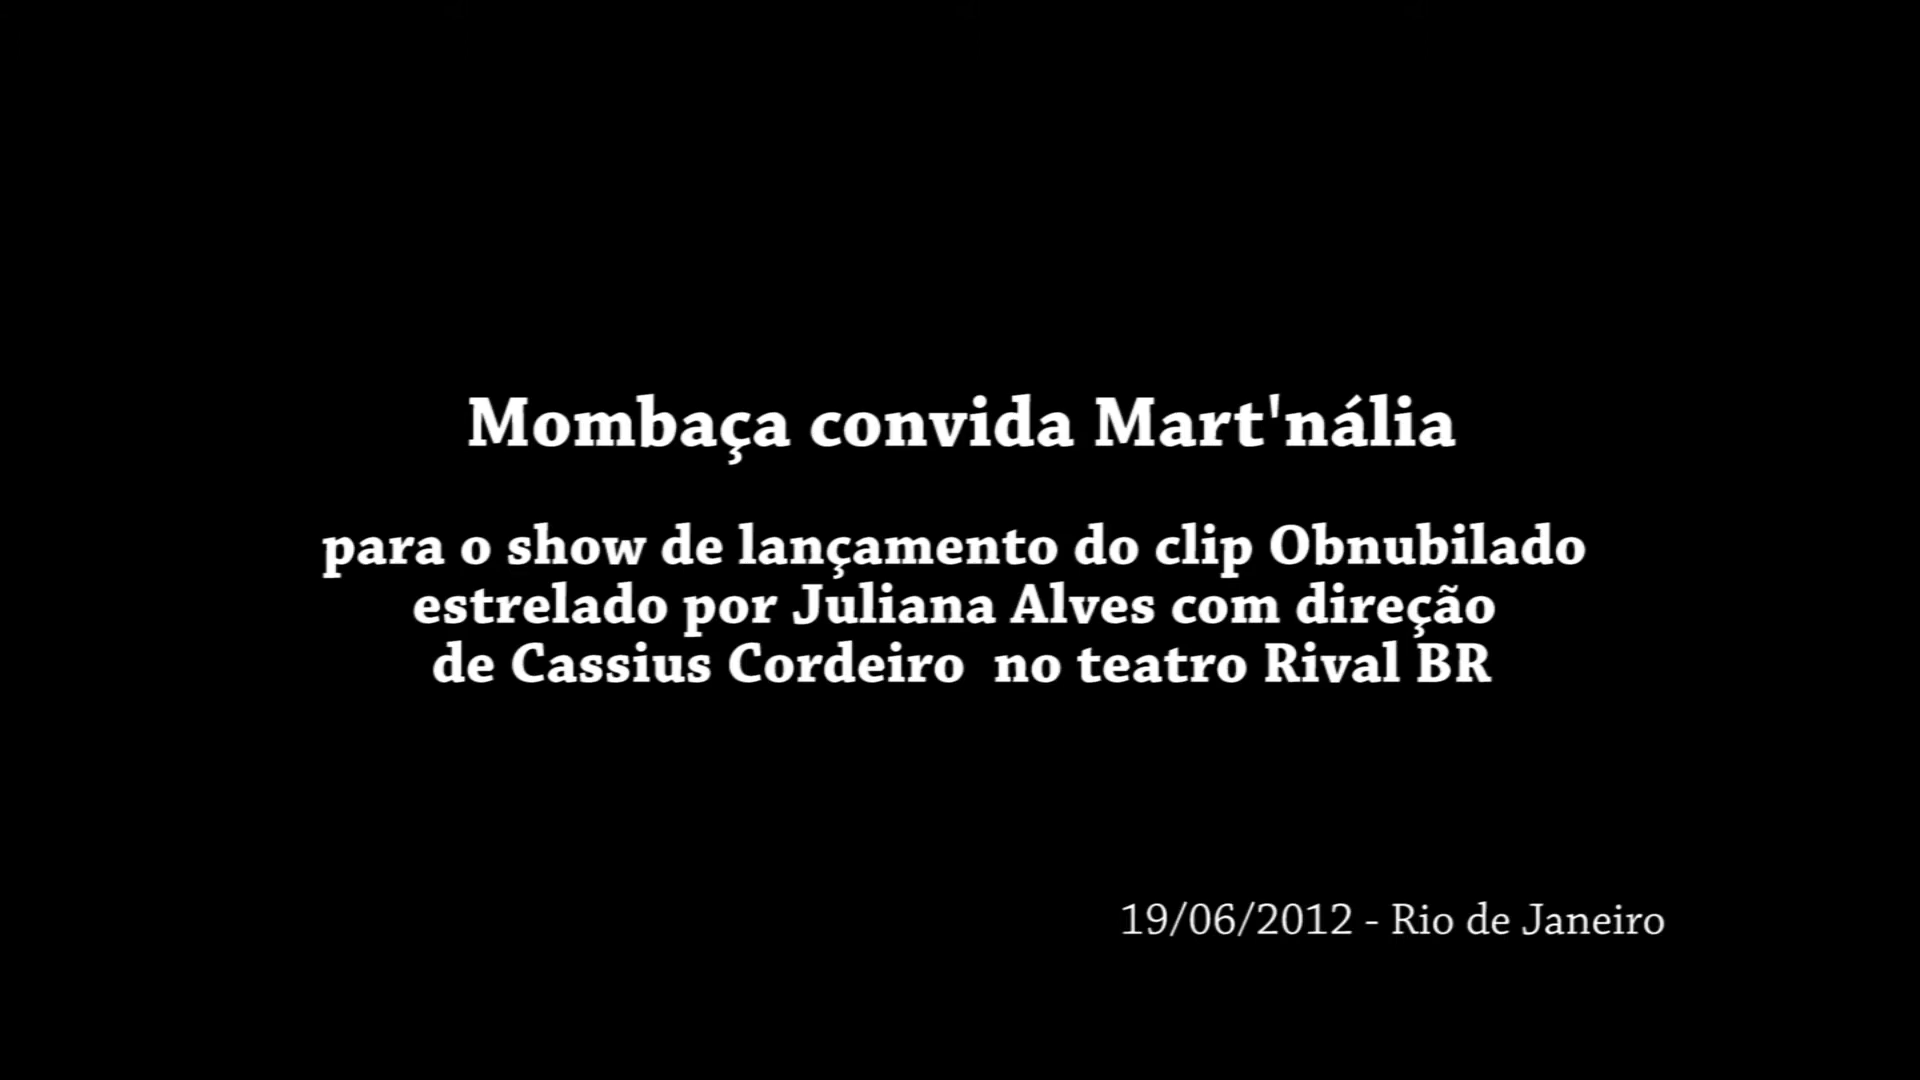 Mombaça convida Mart'nália
para o show de lançamento do clip Obnubilado
estrelado por Juliana Alves com direção
de Cassius Cordeiro  no teatro Rival BR
19/06/2012 - Rio de Janeiro